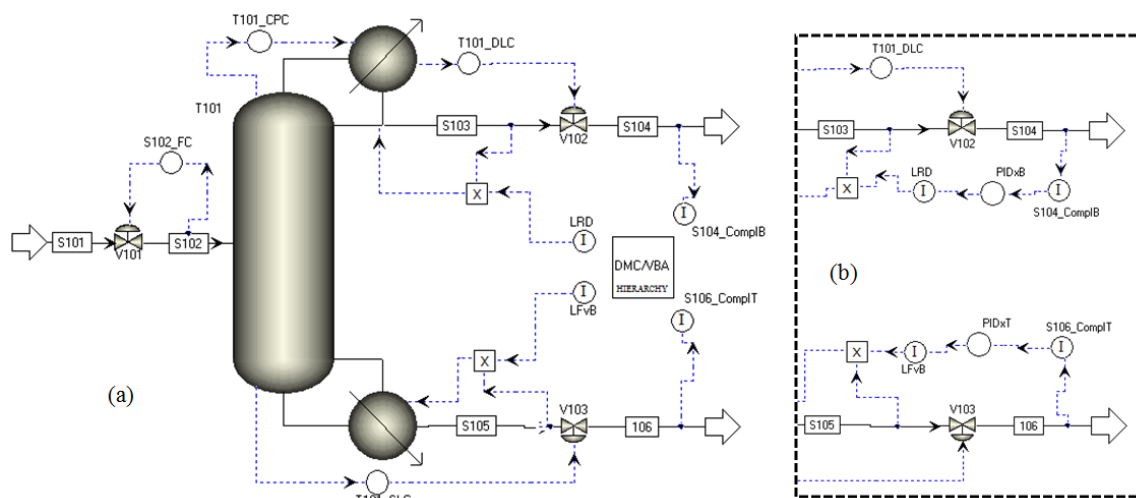 T101_CPC
T101_DLC
T101
S103
V102
S104
S102_FC
X
S101
V101
S102
LRD
I
I
S104_CompIB
DMC/VBA
HIERARCHY
I
LFvB
S106_CompIT
I
X
(a)
V103
S105
106
T101_SLC
T101_DLC
S103
V102
S104
LRD
PIDxB
X
I
I
S104_CompIB
(b)
PIDxT
S106_CompIT
X
I
I
LFvB
V103
S105
106